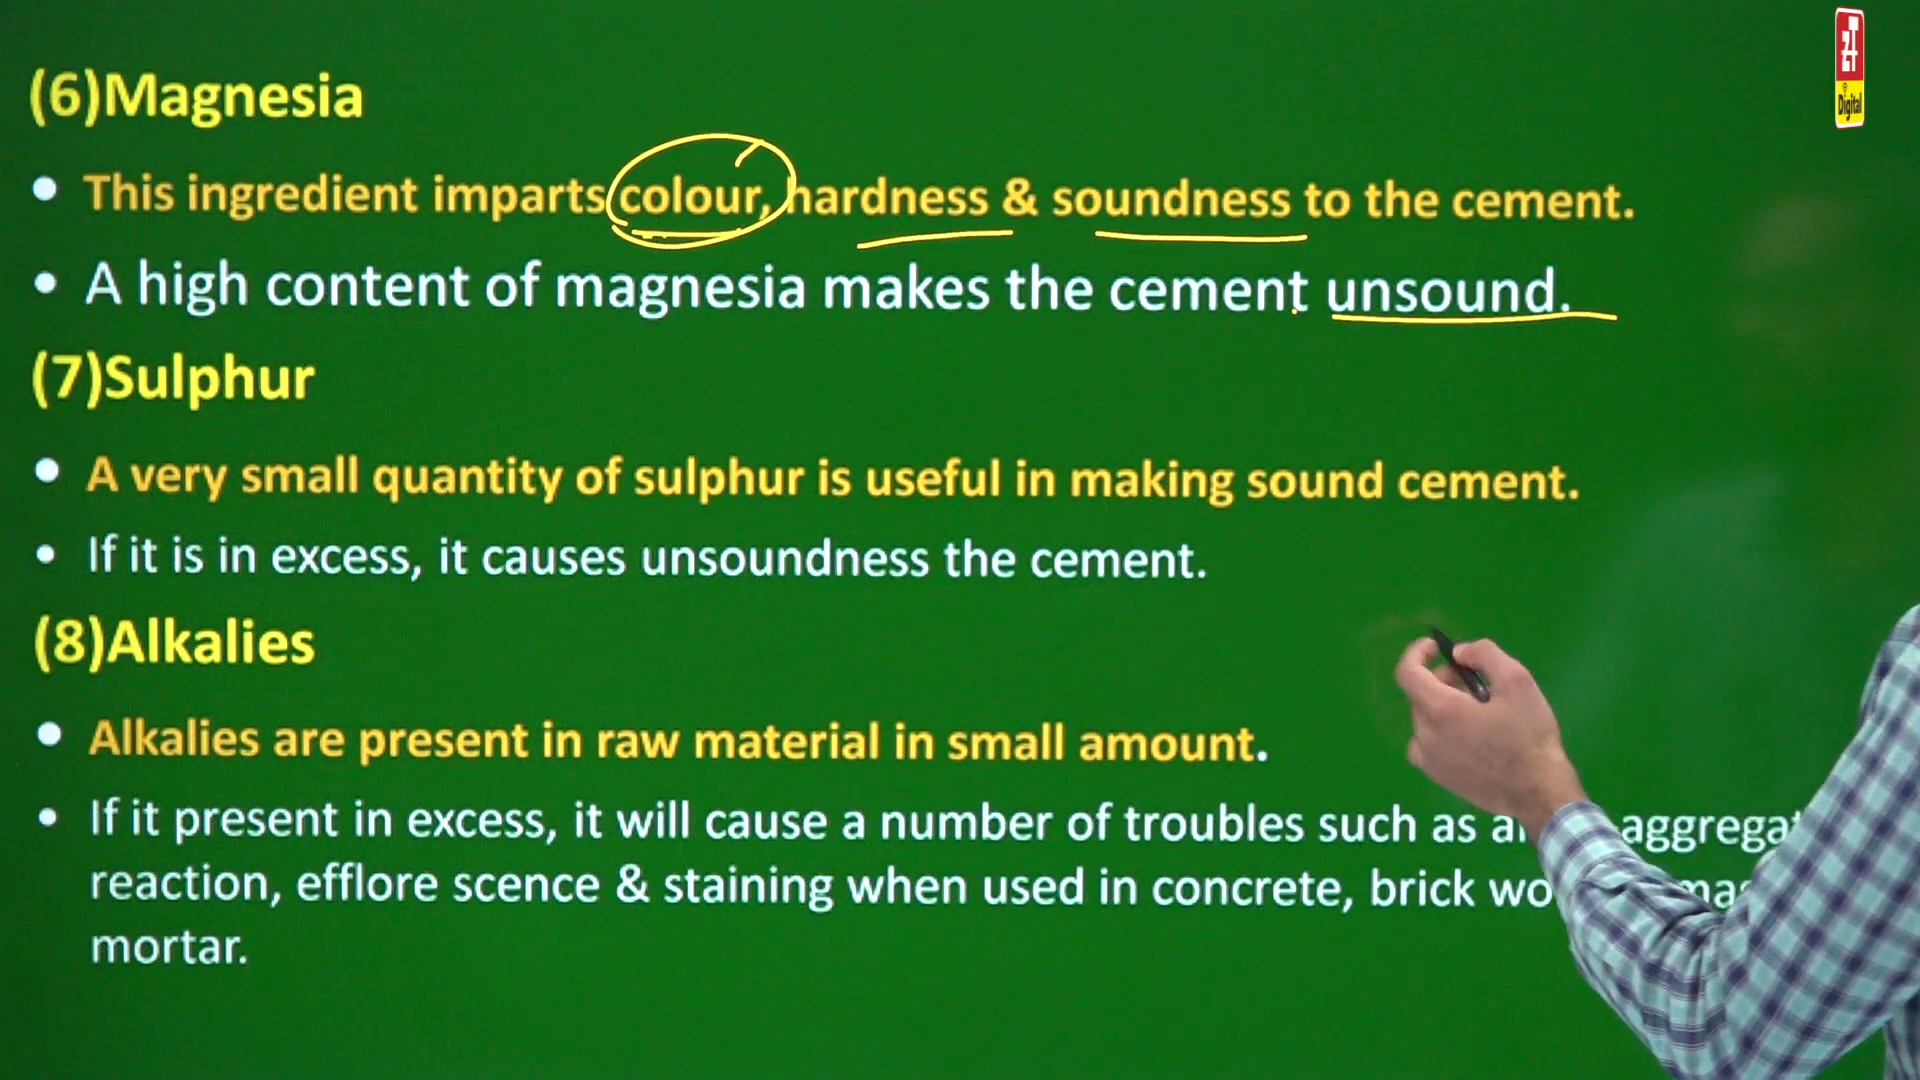 (6)Magnesia
• This ingredient imparts colour, hardness & soundness to the cement.
• A high content of magnesia makes the cement unsound.
(7)Sulphur
• A very small quantity of sulphur is useful in making sound cement.
• If it is in excess, it causes unsoundness the cement.
(8)Alkalies
• Alkalies are present in raw material in small amount.
• If it present in excess, it will cause a number of troubles such as
reaction, efflore scence & staining when used in concrete, brick
mortar.
Digital